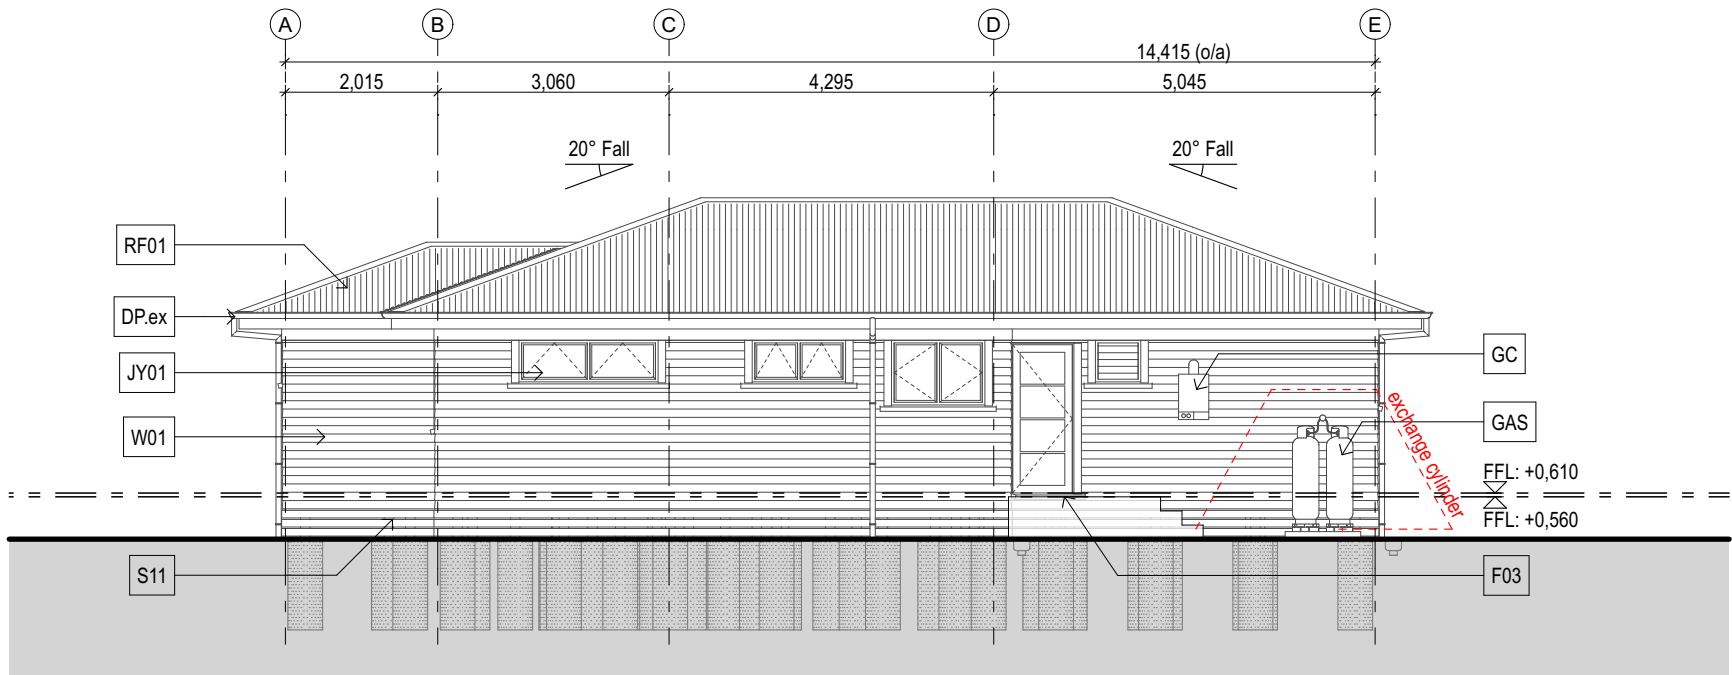 A B C D E
14,415 (o/a)
2,015 3,060 4,295 5,045
20° Fall 20° Fall
RF01
DP.ex
JY01
W01
S11
GC
GAS
exchange cylinder
FFL: +0,610
FFL: +0,560
F03